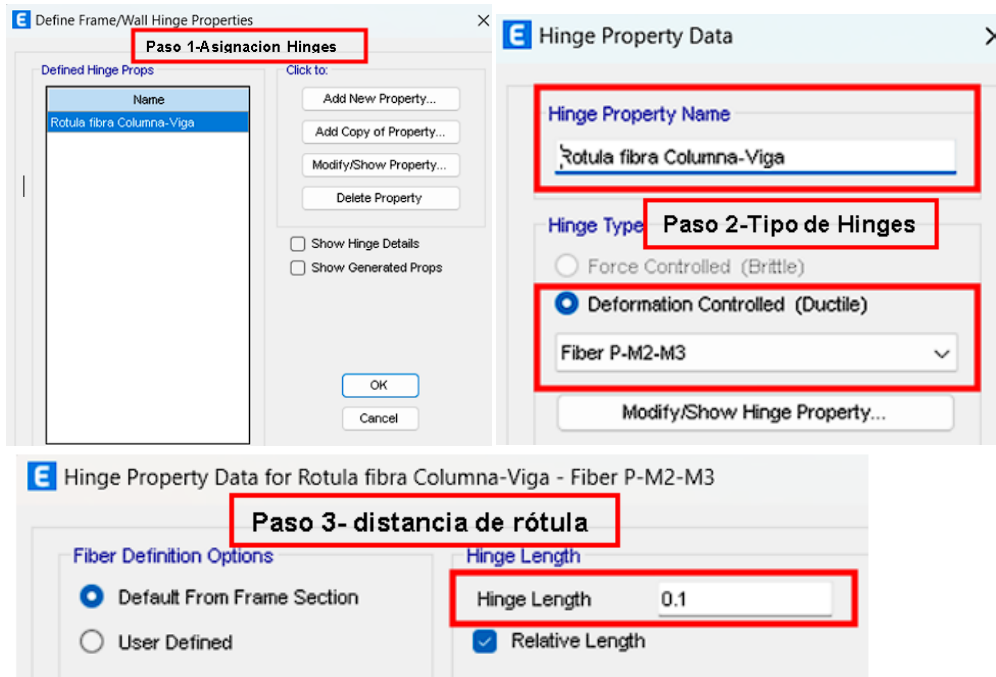 E Define Frame/Wall Hinge Properties
Paso 1-Asignacion Hinges
Defined Hinge Props
Name
Rotula fibra Columna-Viga
Click to:
Add New Property...
Add Copy of Property...
Modify/Show Property...
Delete Property
Show Hinge Details
Show Generated Props
OK
Cancel
E Hinge Property Data
Hinge Property Name
Rotula fibra Columna-Viga
Hinge Type
Paso 2-Tipo de Hinges
Force Controlled (Brittle)
Deformation Controlled (Ductile)
Fiber P-M2-M3
Modify/Show Hinge Property...
E Hinge Property Data for Rotula fibra Columna-Viga - Fiber P-M2-M3
Paso 3- distancia de rótula
Fiber Definition Options
Default From Frame Section
User Defined
Hinge Length
Hinge Length 0.1
Relative Length